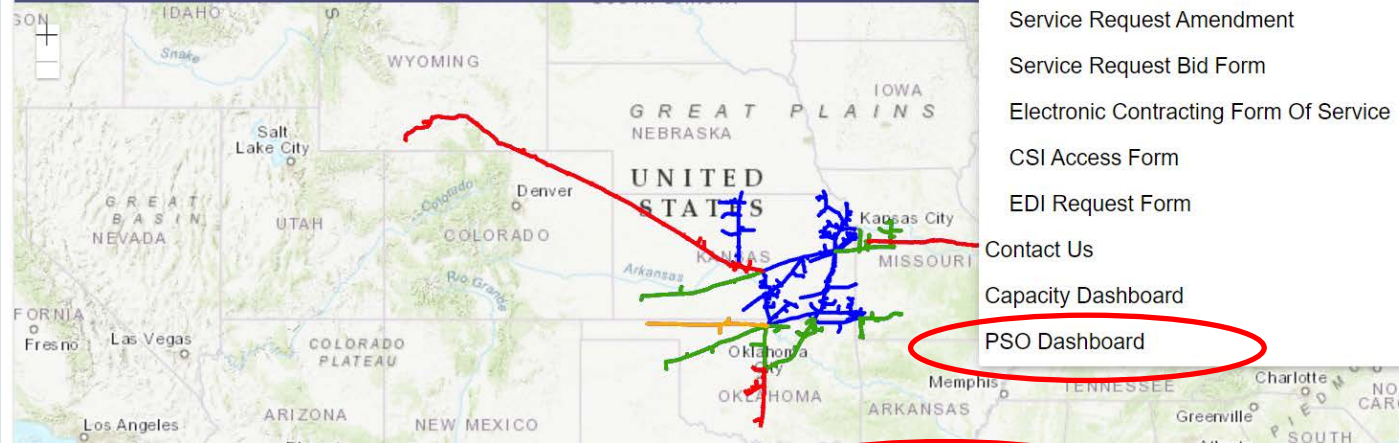 IDAHO
Snake
WYOMING
IOWA
GREAT PLAINS
NEBRASKA
Salt
Lake City
UNITED
STATES
Denver
Colorado
GREAT
BASIN
NEVADA
UTAH
COLORADO
Kansas City
KANSAS
MISSOURI
Arkansas
Rio Grande
Fresno
Las Vegas
COLORADO
PLATEAU
Oklahoma
City
OKLAHOMA
Memphis
TENNESSEE
Charlotte
ARKANSAS
Greenville
Los Angeles
ARIZONA
NEW MEXICO
SOUTH
Service Request Amendment
Service Request Bid Form
Electronic Contracting Form Of Service
CSI Access Form
EDI Request Form
Contact Us
Capacity Dashboard
PSO Dashboard